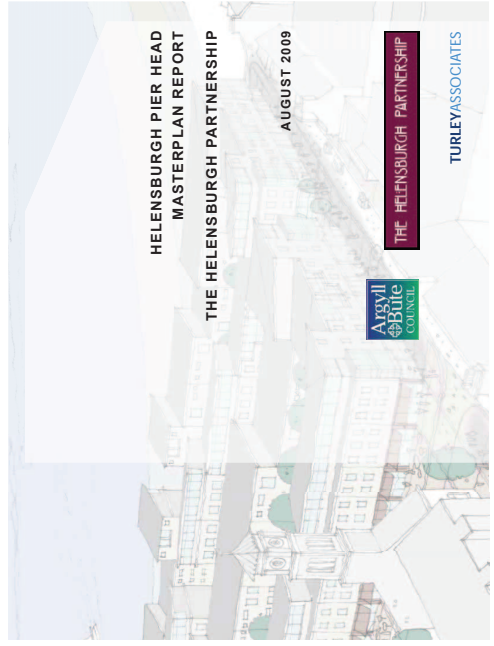 HELENSBURGH PIER HEAD
MASTERPLAN REPORT
THE HELENSBURGH PARTNERSHIP
AUGUST 2009
Argyll
&Bute
COUNCIL
THE HELENSBURGH PARTNERSHIP
TURLEYASSOCIATES